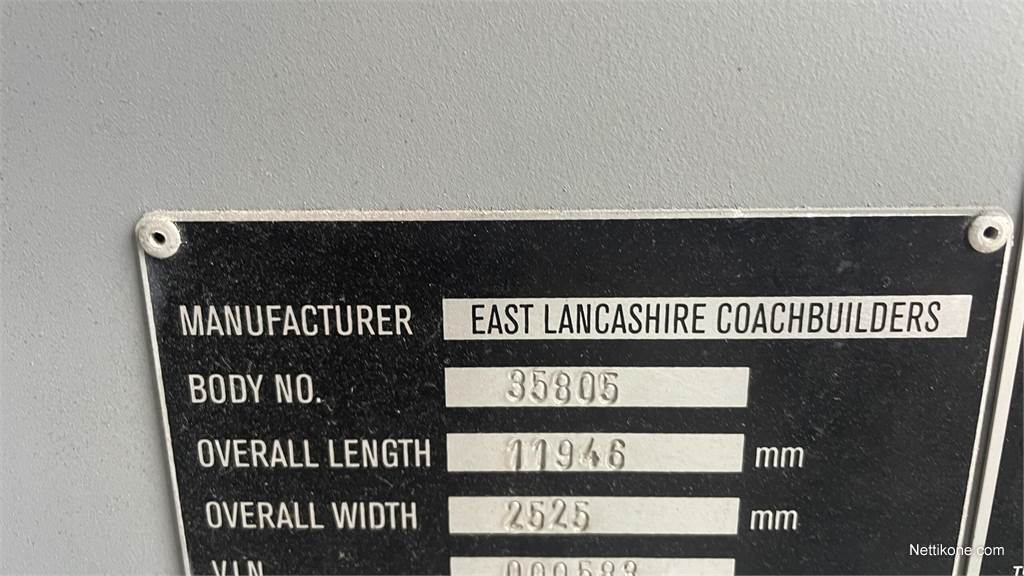 MANUFACTURER EAST LANCASHIRE COACHBUILDERS
BODY NO. 35805
OVERALL LENGTH 11946 mm
OVERALL WIDTH 2525 mm
V.I.N.
Nettikone.com